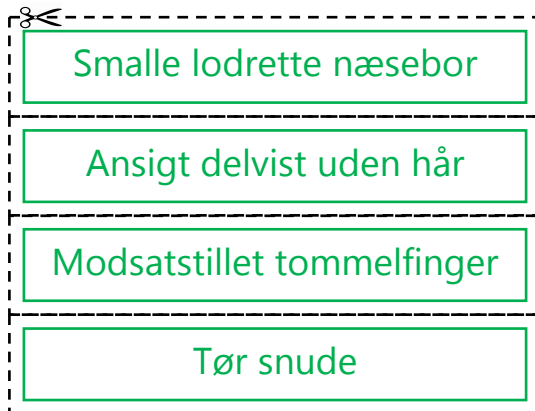 Smalle lodrette næsebor
Ansigt delvist uden hår
Modsatstillet tommelfinger
Tør snude